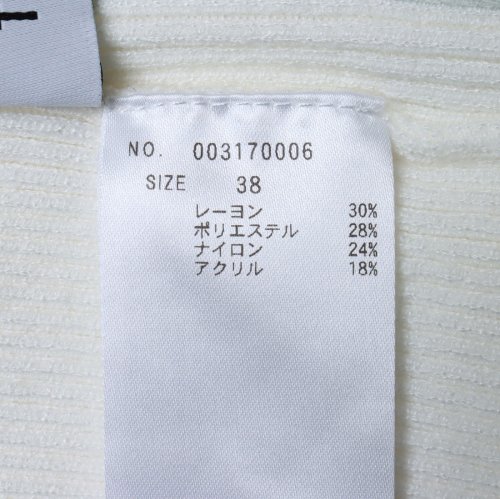 NO. 003170006
SIZE 38
レーヨン 30%
ポリエステル 28%
ナイロン 24%
アクリル 18%